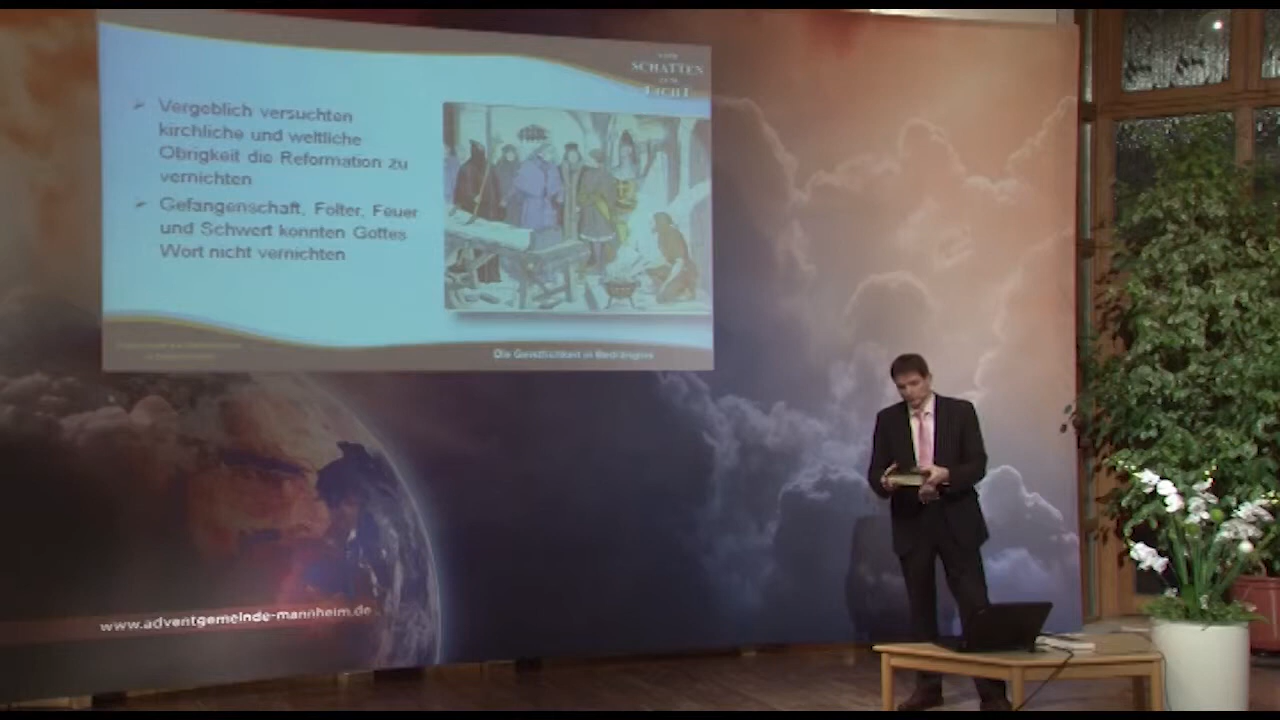 SCHATTEN
LICHT
Vergeblich versuchten
kirchliche und weltliche
Obrigkeit die Reformation zu
vernichten
Gefangenschaft, Folter, Feuer
und Schwert konnten Gottes
Wort nicht vernichten
Die Geistlichkeit in Bedrängnis
www.adventgemeinde-mannheim.de